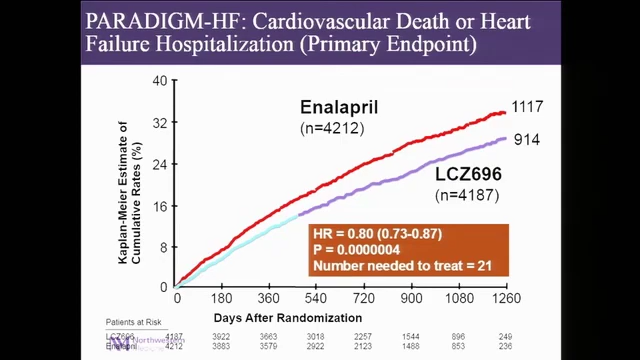 PARADIGM-HF: Cardiovascular Death or Heart
Failure Hospitalization (Primary Endpoint)
40
32
24
16
8
0
Kaplan-Meier Estimate of
Cumulative Rates (%)
Enalapril
(n=4212)
1117
914
LCZ696
(n=4187)
HR = 0.80 (0.73-0.87)
P = 0.0000004
Number needed to treat = 21
0 180 360 540 720 900 1080 1260
Days After Randomization
Patients at Risk
LCZ696 4187 3922 3663 3018 2257 1544 896 249
Enalapril 4212 3883 3579 2922 2123 1488 853 236
Northwestern